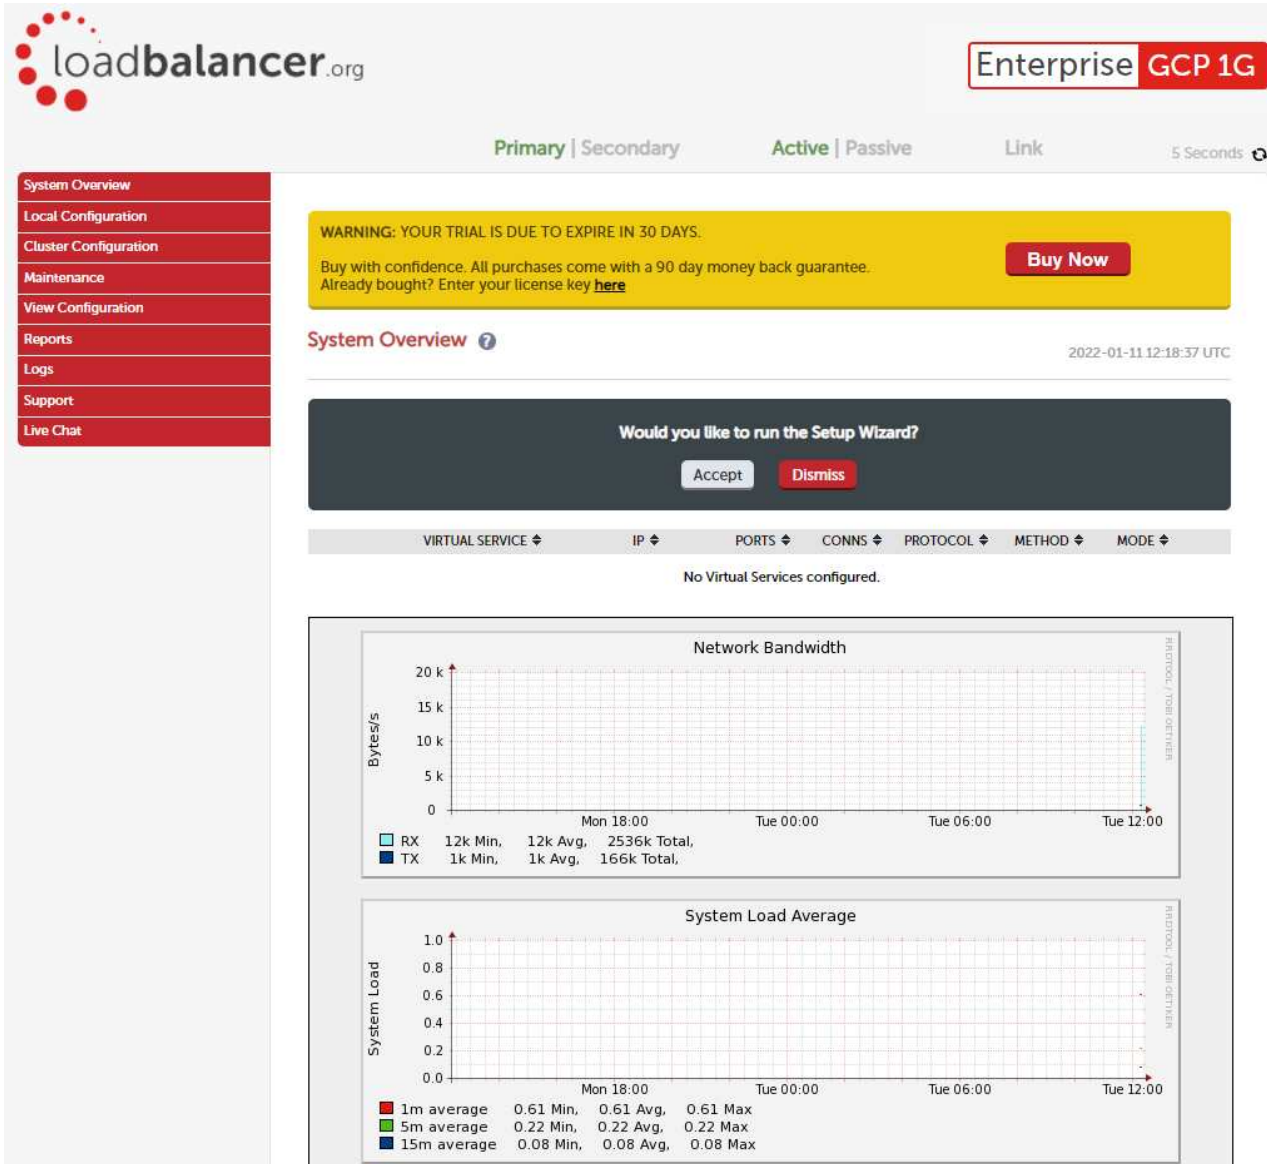 loadbalancer.org
Enterprise GCP 1G
Primary | Secondary Active | Passive Link 5 Seconds
System Overview
Local Configuration
Cluster Configuration
Maintenance
View Configuration
Reports
Logs
Support
Live Chat
WARNING: YOUR TRIAL IS DUE TO EXPIRE IN 30 DAYS.
Buy with confidence. All purchases come with a 90 day money back guarantee.
Already bought? Enter your license key here
Buy Now
System Overview ?
2022-01-11 12:18:37 UTC
Would you like to run the Setup Wizard?
Accept Dismiss
VIRTUAL SERVICE IP PORTS CONNS PROTOCOL METHOD MODE
No Virtual Services configured.
Network Bandwidth
RRDTOOL / TOBI OETIKER
Bytes/s
20 k
15 k
10 k
5 k
0
Mon 18:00 Tue 00:00 Tue 06:00 Tue 12:00
RX 12k Min, 12k Avg, 2536k Total,
TX 1k Min, 1k Avg, 166k Total,
System Load Average
RRDTOOL / TOBI OETIKER
System Load
1.0
0.8
0.6
0.4
0.2
0.0
Mon 18:00 Tue 00:00 Tue 06:00 Tue 12:00
1m average 0.61 Min, 0.61 Avg, 0.61 Max
5m average 0.22 Min, 0.22 Avg, 0.22 Max
15m average 0.08 Min, 0.08 Avg, 0.08 Max